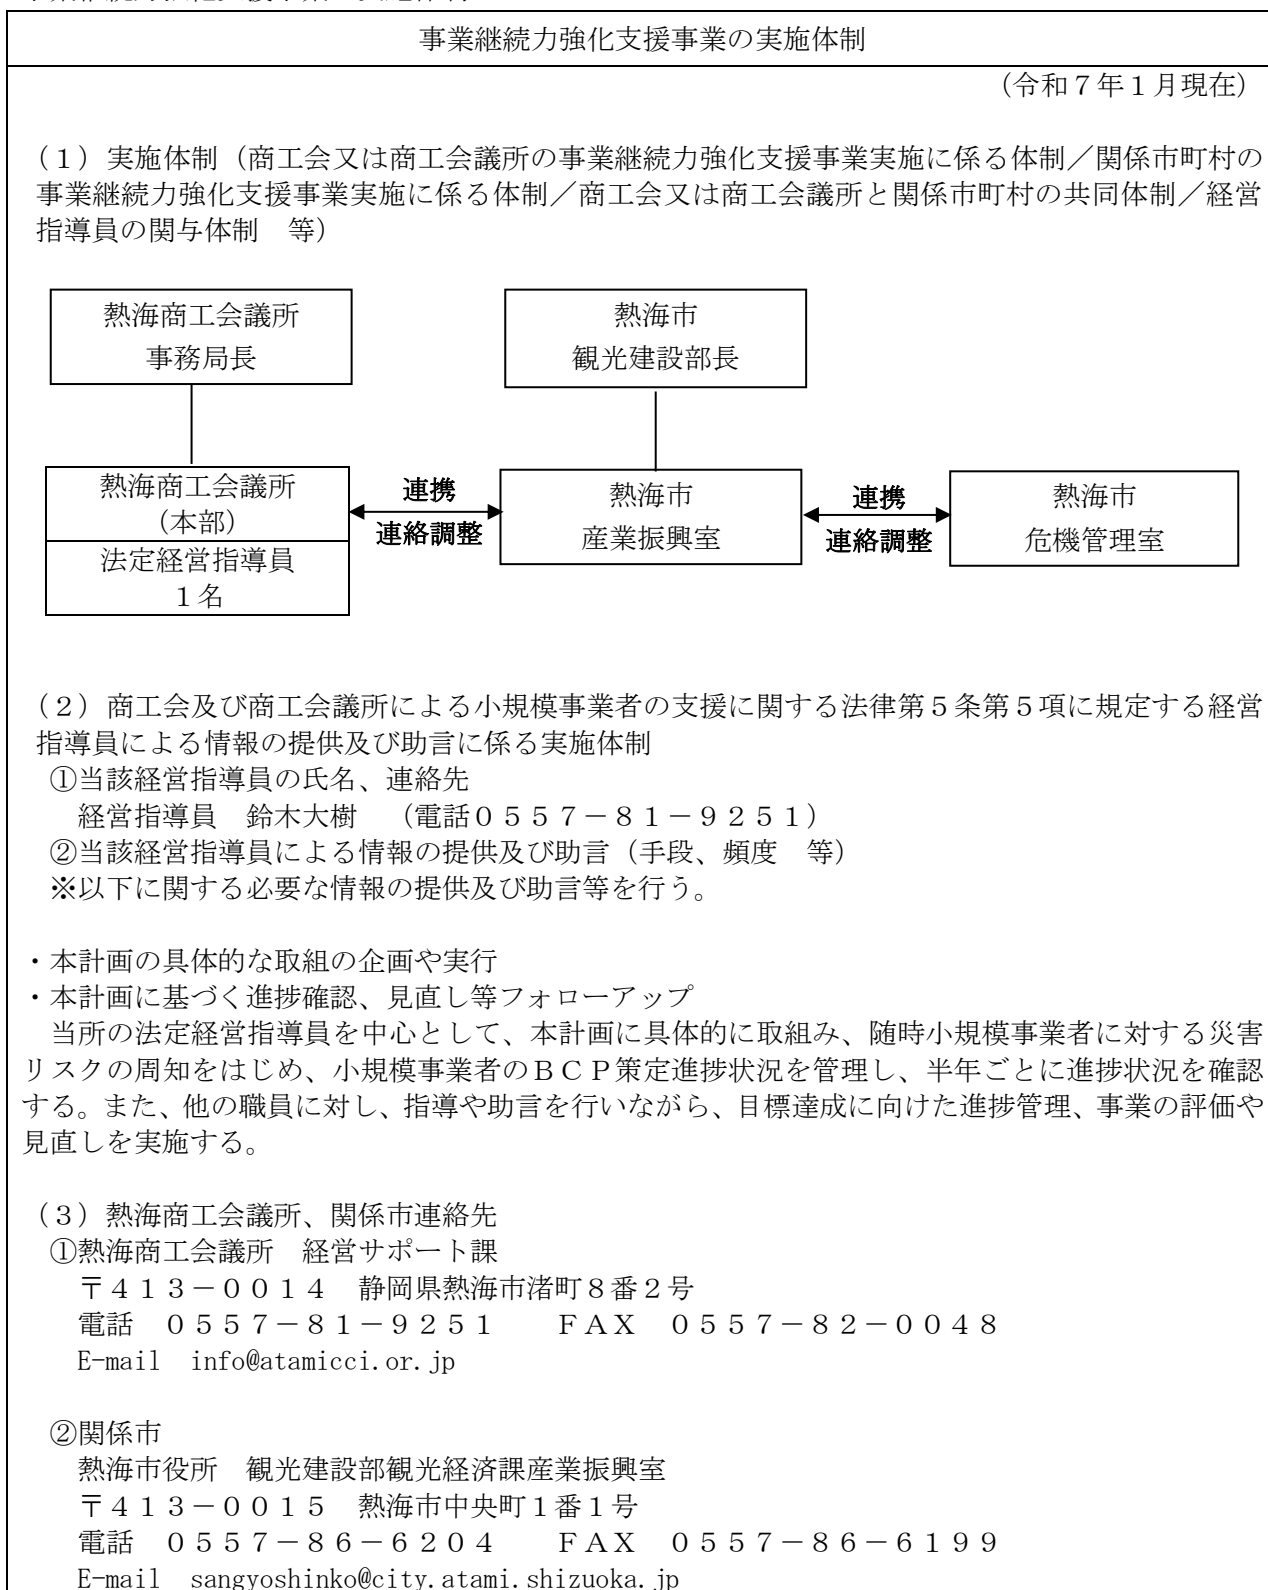 事業継続力強化支援事業の実施体制
（令和７年１月現在）
（１）実施体制（商工会又は商工会議所の事業継続力強化支援事業実施に係る体制／関係市町村の
事業継続力強化支援事業実施に係る体制／商工会又は商工会議所と関係市町村の共同体制／経営
指導員の関与体制　等）
熱海商工会議所
事務局長
熱海市
観光建設部長
熱海商工会議所
（本部）
法定経営指導員
１名
連携
連絡調整
熱海市
産業振興室
連携
連絡調整
熱海市
危機管理室
（２）商工会及び商工会議所による小規模事業者の支援に関する法律第５条第５項に規定する経営
指導員による情報の提供及び助言に係る実施体制
①当該経営指導員の氏名、連絡先
経営指導員　鈴木大樹　（電話０５５７－８１－９２５１）
②当該経営指導員による情報の提供及び助言（手段、頻度　等）
※以下に関する必要な情報の提供及び助言等を行う。
・本計画の具体的な取組の企画や実行
・本計画に基づく進捗確認、見直し等フォローアップ
当所の法定経営指導員を中心として、本計画に具体的に取組み、随時小規模事業者に対する災害
リスクの周知をはじめ、小規模事業者のＢＣＰ策定進捗状況を管理し、半年ごとに進捗状況を確認
する。また、他の職員に対し、指導や助言を行いながら、目標達成に向けた進捗管理、事業の評価や
見直しを実施する。
（３）熱海商工会議所、関係市連絡先
①熱海商工会議所　経営サポート課
〒４１３－００１４　静岡県熱海市渚町８番２号
電話　０５５７－８１－９２５１　　ＦＡＸ　０５５７－８２－００４８
E-mail　info@atamicci.or.jp
②関係市
熱海市役所　観光建設部観光経済課産業振興室
〒４１３－００１５　熱海市中央町１番１号
電話　０５５７－８６－６２０４　　ＦＡＸ　０５５７－８６－６１９９
E-mail　sangyoshinko@city.atami.shizuoka.jp